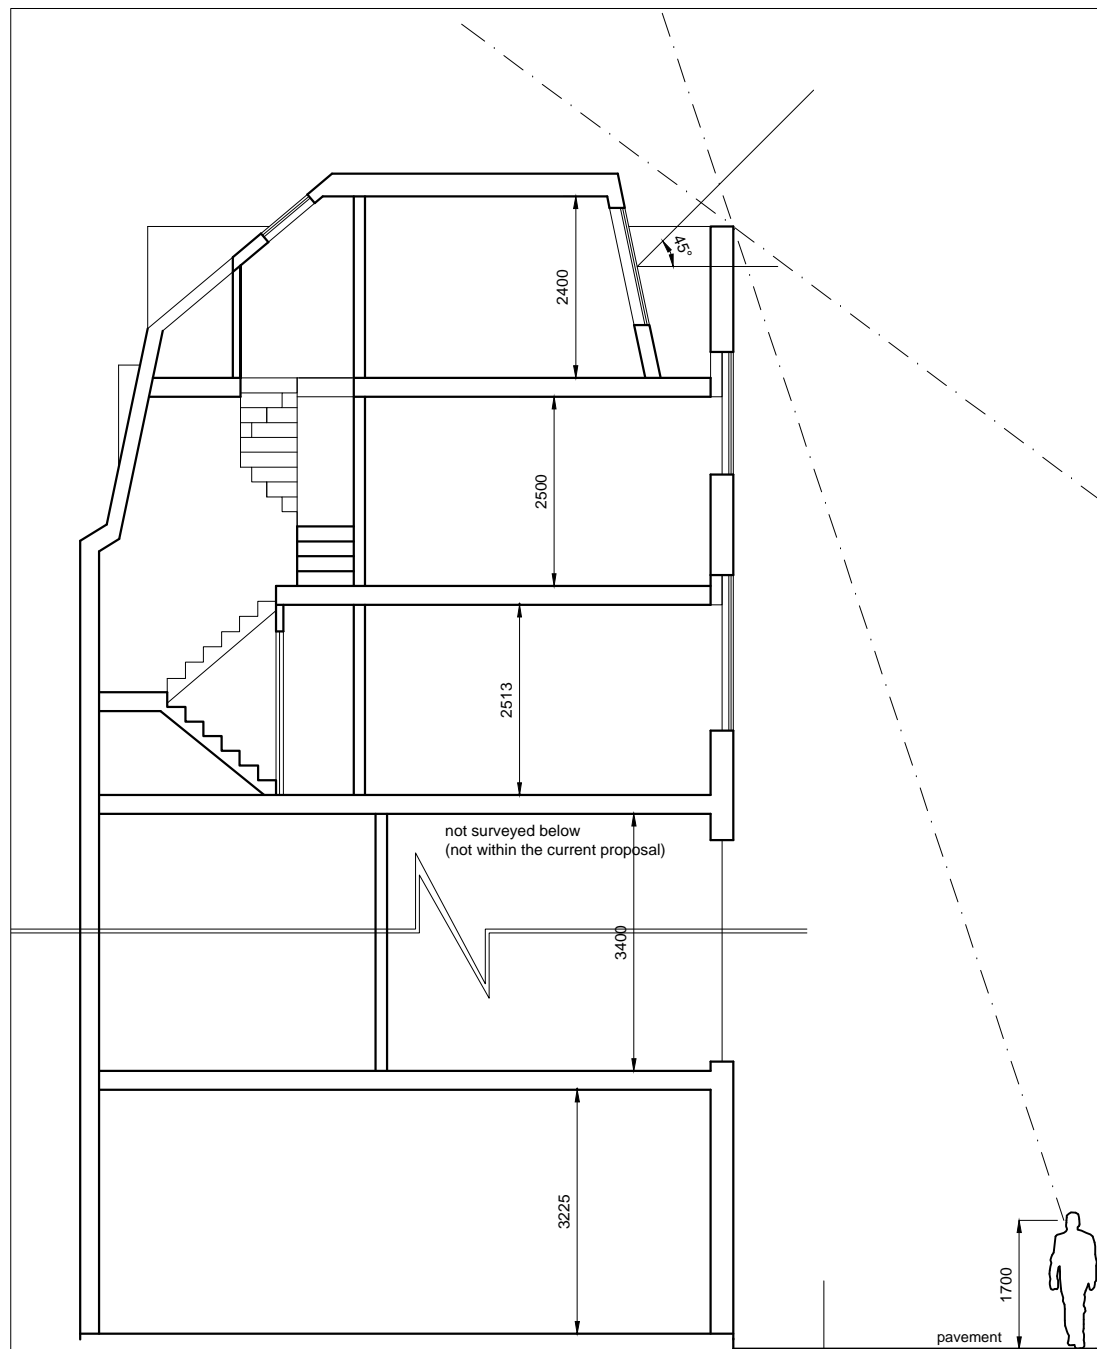 45°
2400
2500
2513
not surveyed below
(not within the current proposal)
3400
3225
1700
pavement